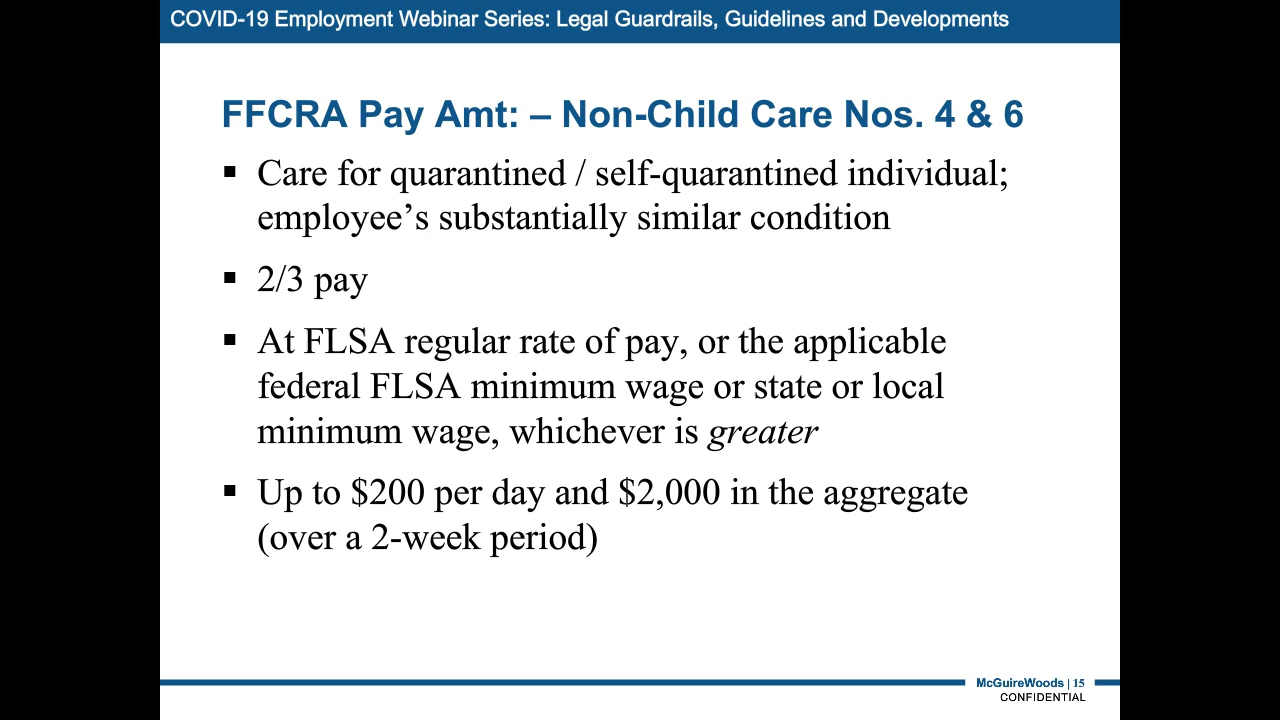 COVID-19 Employment Webinar Series: Legal Guardrails, Guidelines and Developments
FFCRA Pay Amt: – Non-Child Care Nos. 4 & 6
▪ Care for quarantined / self-quarantined individual;
employee’s substantially similar condition
▪ 2/3 pay
▪ At FLSA regular rate of pay, or the applicable
federal FLSA minimum wage or state or local
minimum wage, whichever is greater
▪ Up to $200 per day and $2,000 in the aggregate
(over a 2-week period)
McGuireWoods | 15
CONFIDENTIAL